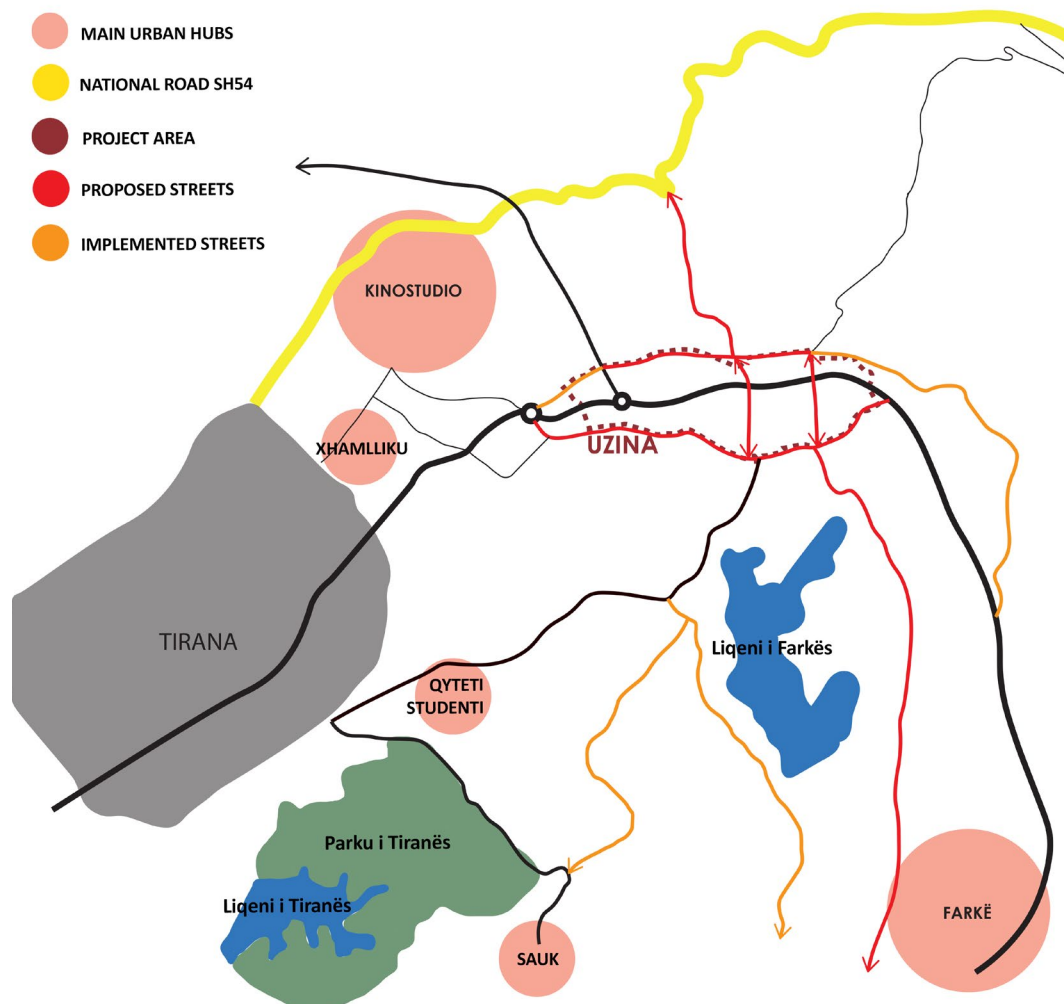 MAIN URBAN HUBS
NATIONAL ROAD SH54
PROJECT AREA
PROPOSED STREETS
IMPLEMENTED STREETS
KINOSTUDIO
XHAMLLIKU
UZINA
TIRANA
Liqeni i Farkës
QYTETI
STUDENTI
Parku i Tiranës
Liqeni i Tiranës
FARKË
SAUK